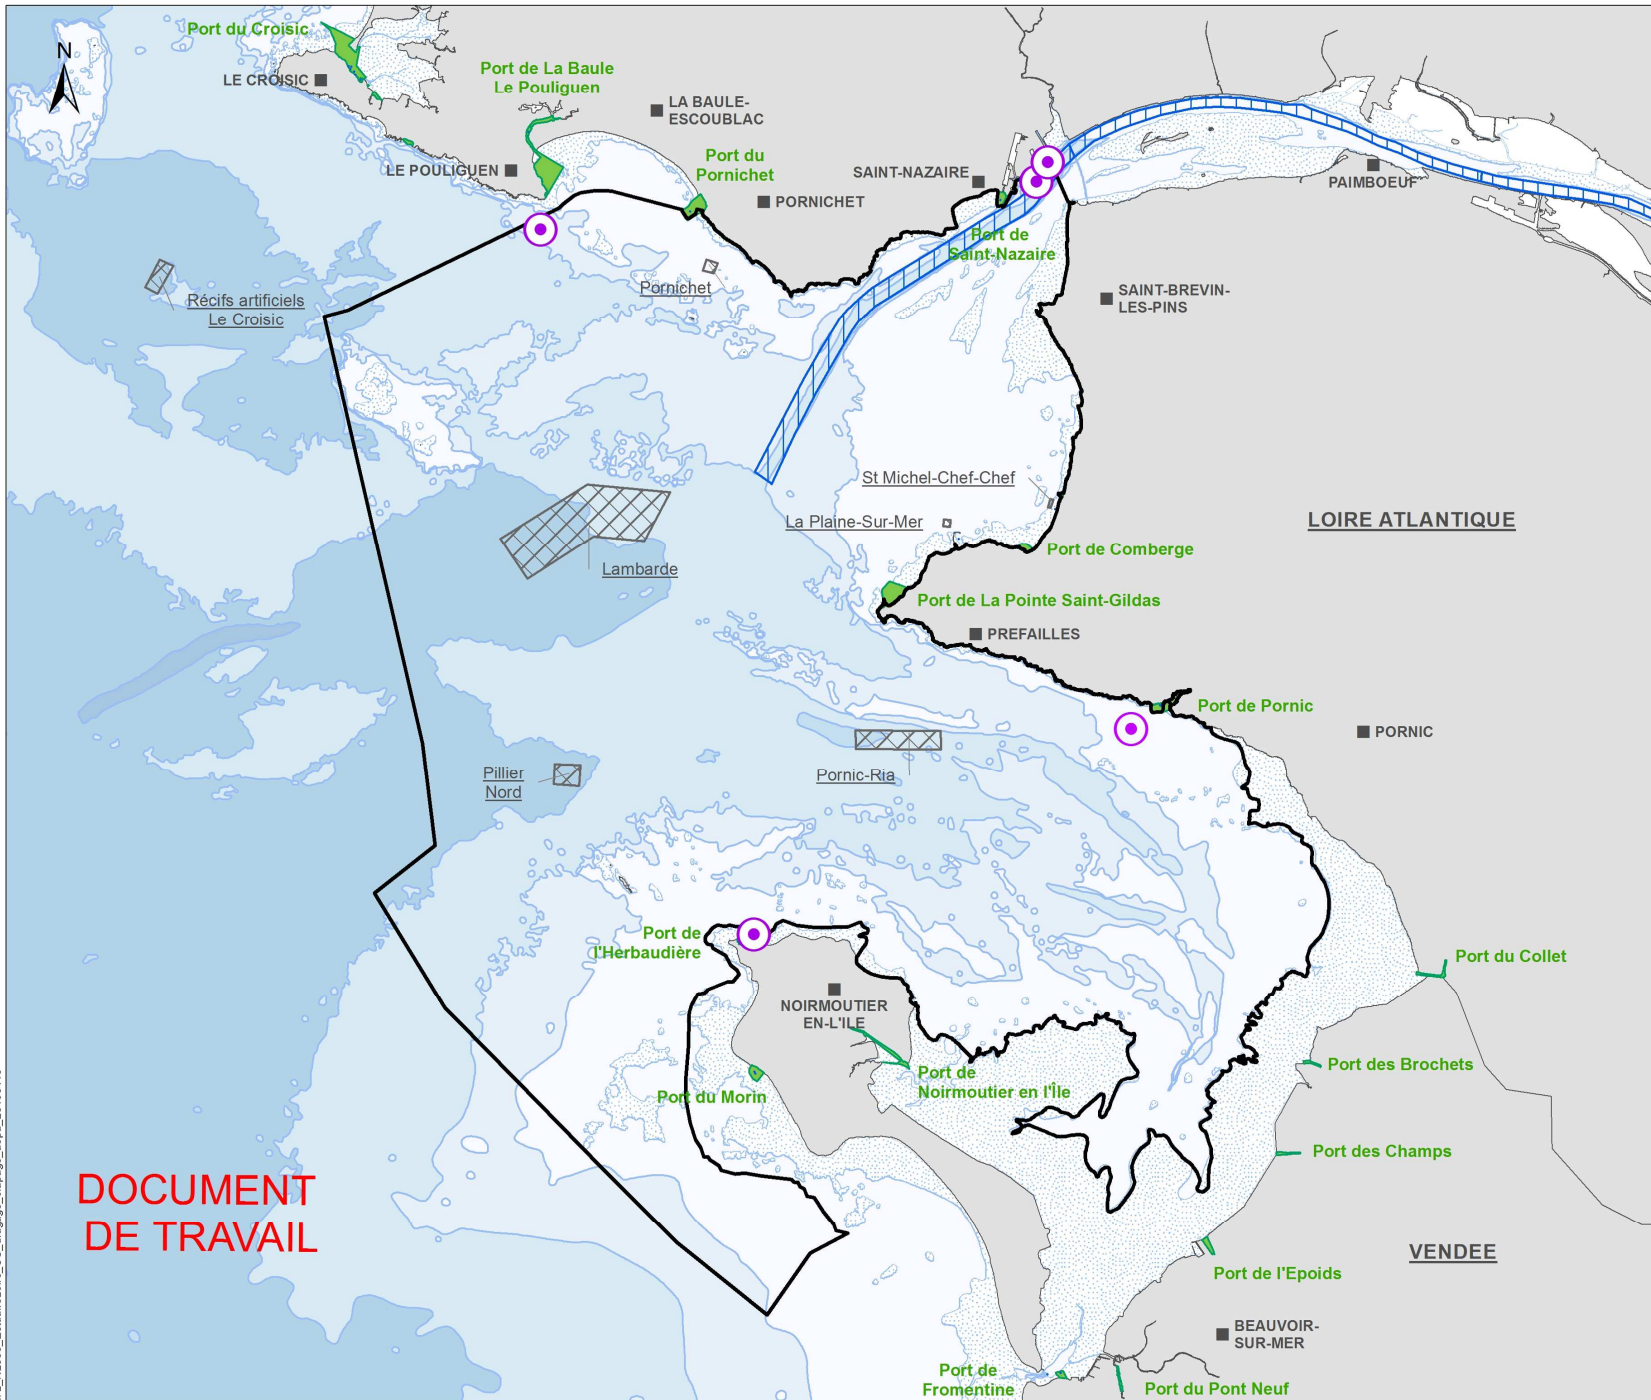 Port du Croisic
N
LE CROISIC
Port de La Baule
Le Pouliguen
LA BAULE-
ESCOUBLAC
LE POULIGUEN
Port du
Pornichet
PORNICHET
SAINT-NAZAIRE
PAIMBOEUF
Port de
Saint-Nazaire
Récifs artificiels
Le Croisic
Pornichet
SAINT-BREVIN-
LES-PINS
St Michel-Chef-Chef
La Plaine-Sur-Mer
LOIRE ATLANTIQUE
Port de Comberge
Lambarde
Port de La Pointe Saint-Gildas
PREFAILLES
Port de Pornic
PORNIC
Pillier
Nord
Pornic-Ria
Port de
l'Herbaudière
Port du Collet
NOIRMOUTIER
EN-L'ILE
Port de
Noirmoutier en l'Île
Port des Brochets
Port du Morin
Port des Champs
DOCUMENT
DE TRAVAIL
VENDEE
Port de l'Epoids
BEAUVOIR-
SUR-MER
Port de
Fromentine
Port du Pont Neuf